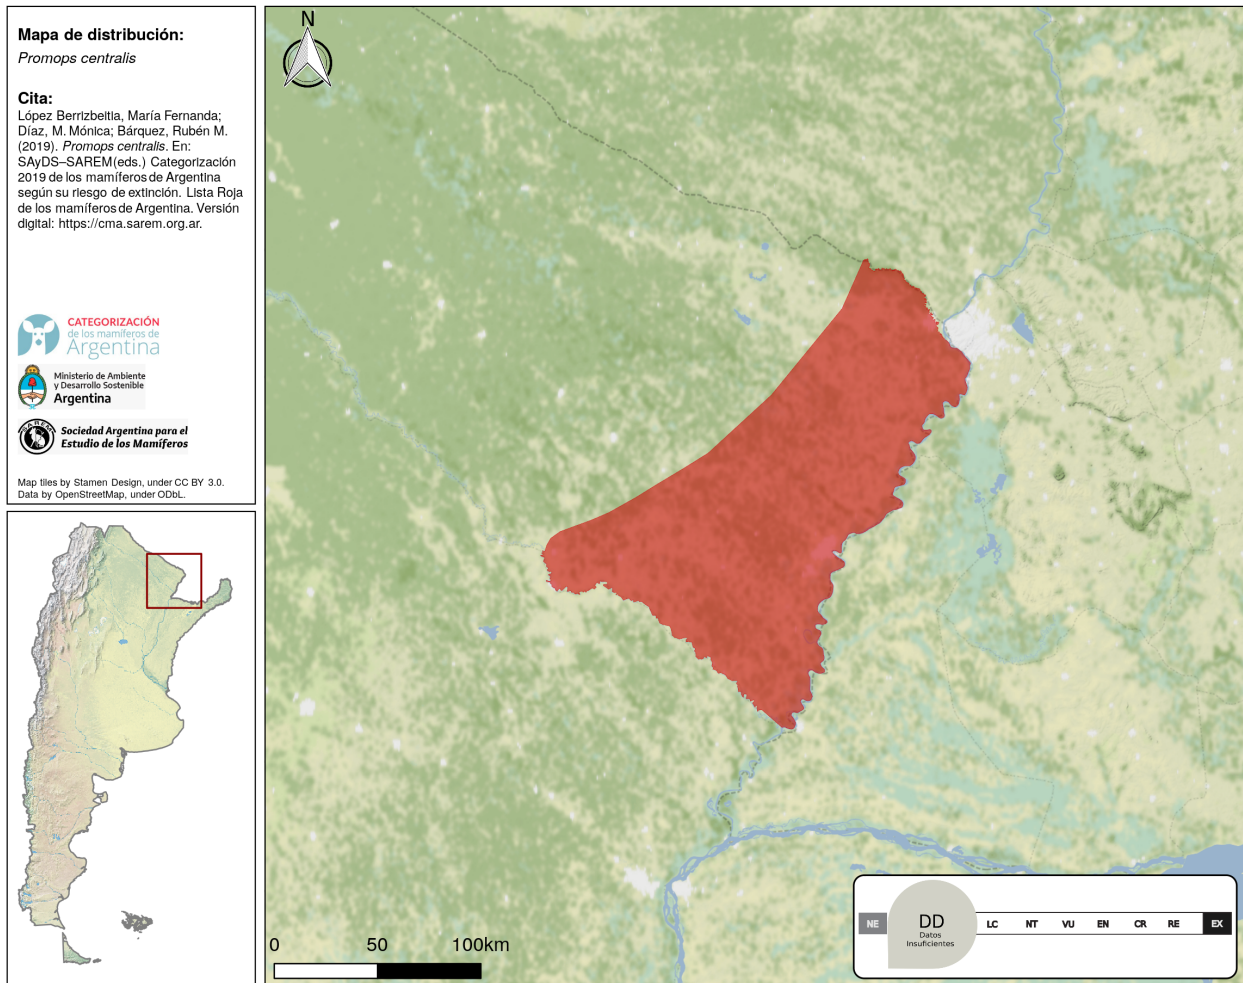 Mapa de distribución:
Promops centralis
Cita:
López Berrizbeitia, María Fernanda;
Díaz, M. Mónica; Bárquez, Rubén M.
(2019). Promops centralis. En:
SAyDS–SAREM(eds.) Categorización
2019 de los mamíferos de Argentina
según su riesgo de extinción. Lista Roja
de los mamíferos de Argentina. Versión
digital: https://cma.sarem.org.ar.
CATEGORIZACIÓN
de los mamíferos de
Argentina
Ministerio de Ambiente
y Desarrollo Sostenible
Argentina
SAREM
Sociedad Argentina para el
Estudio de los Mamíferos
Map tiles by Stamen Design, under CC BY 3.0.
Data by OpenStreetMap, under ODbL.
N
0 50 100km
NE DD LC NT VU EN CR RE EX
Datos
Insuficientes